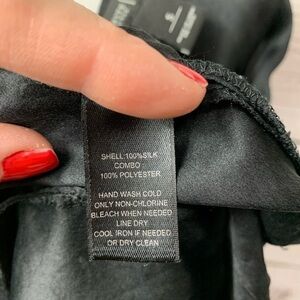 SHELL:100%SILK
COMBO:
100% POLYESTER
HAND WASH COLD
ONLY NON-CHLORINE
BLEACH WHEN NEEDED
LINE DRY
COOL IRON IF NEEDED
OR DRY CLEAN